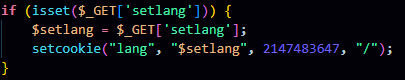 if (isset($_GET['setlang'])) {
    $setlang = $_GET['setlang'];
    setcookie("lang", "$setlang", 2147483647, "/");
}